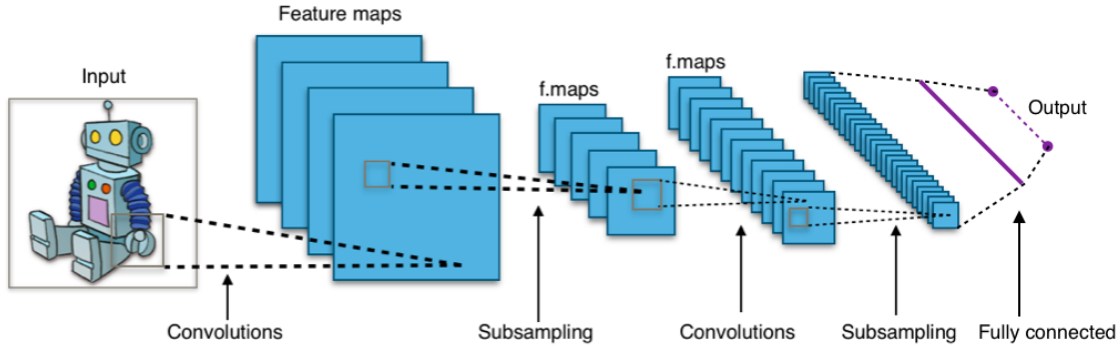 Feature maps
Input
f.maps
f.maps
Output
Convolutions
Subsampling
Convolutions
Subsampling
Fully connected